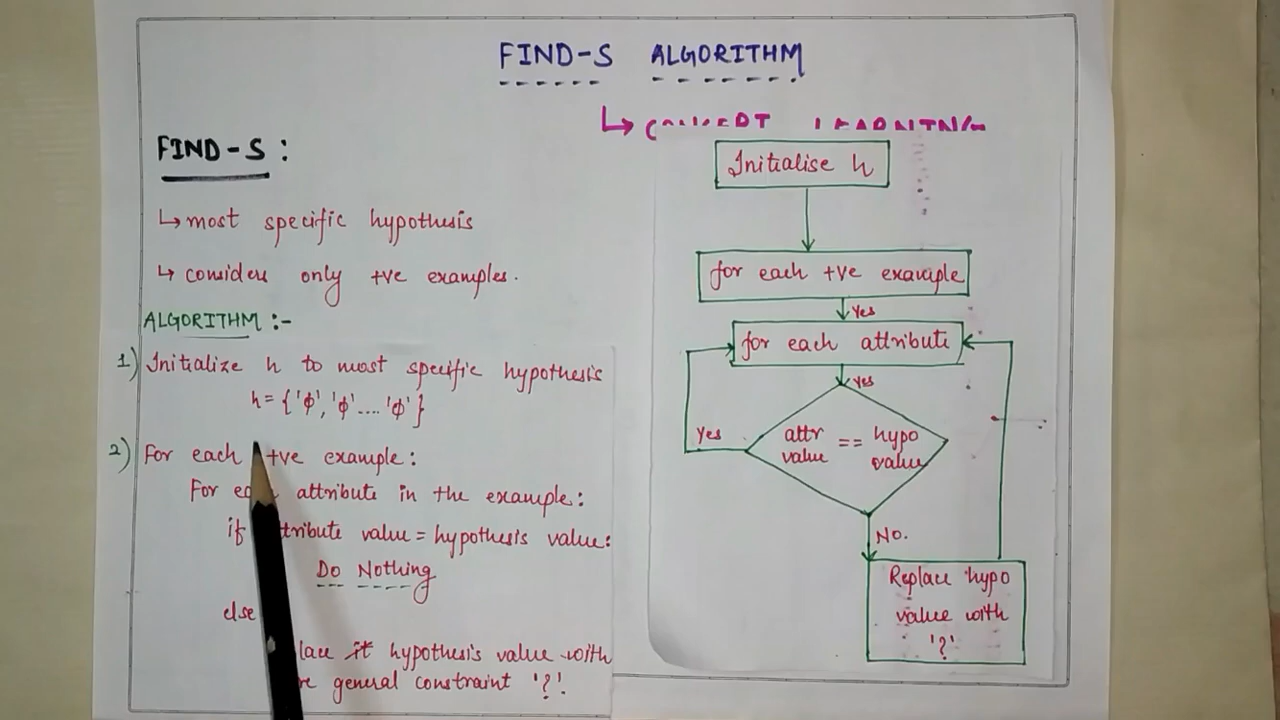 FIND-S ALGORITHM
FIND-S:
↳ most specific hypothesis
↳ considers only +ve examples.
ALGORITHM :-
1) Initialize h to most specific hypothesis
h = {'ϕ', 'ϕ' .... 'ϕ'}
2) For each +ve example:
For attribute in the example:
if value = hypothesis value:
Do Nothing
else
hypothesis value with
general constraint '?'.
Initialise h
for each +ve example
Yes
for each attribute
Yes
attr value == hypo value
Yes
No.
Replace hypo
value with
'?'